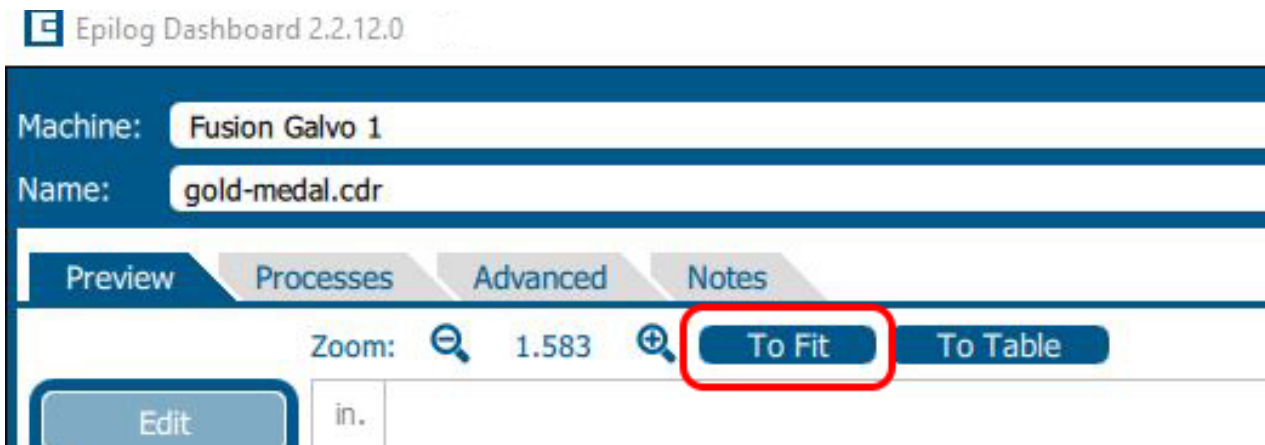 Epilog Dashboard 2.2.12.0
Machine: Fusion Galvo 1
Name: gold-medal.cdr
Preview Processes Advanced Notes
Zoom: 1.583 To Fit To Table
Edit in.